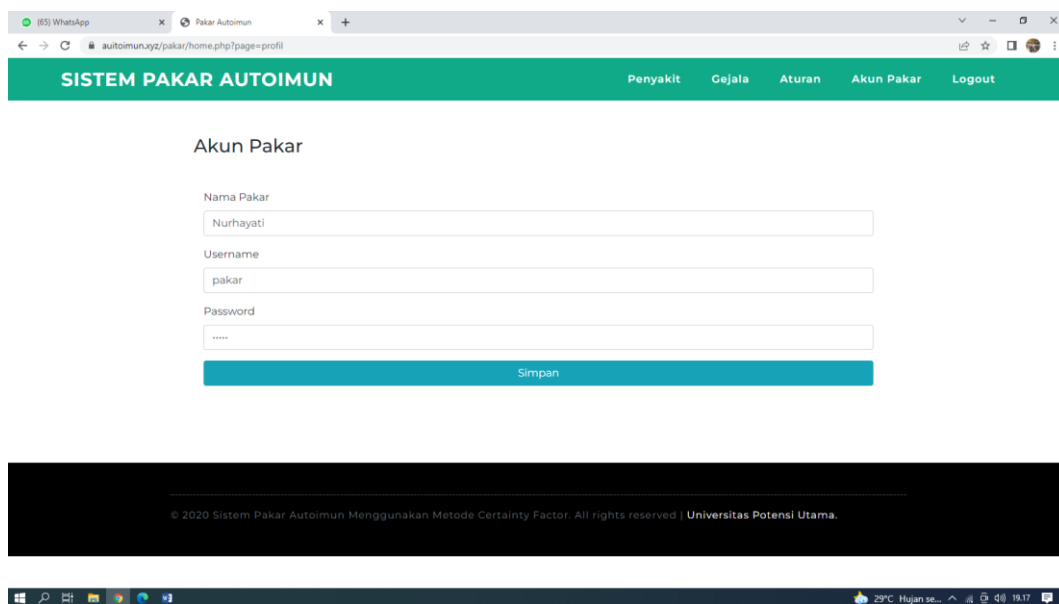 (65) WhatsApp
Pakar Autoimun
auitoimun.xyz/pakar/home.php?page=profil
SISTEM PAKAR AUTOIMUN
Penyakit Gejala Aturan Akun Pakar Logout
Akun Pakar
Nama Pakar
Nurhayati
Username
pakar
Password
•••••
Simpan
© 2020 Sistem Pakar Autoimun Menggunakan Metode Certainty Factor. All rights reserved | Universitas Potensi Utama.
29°C Hujan se... 19.17